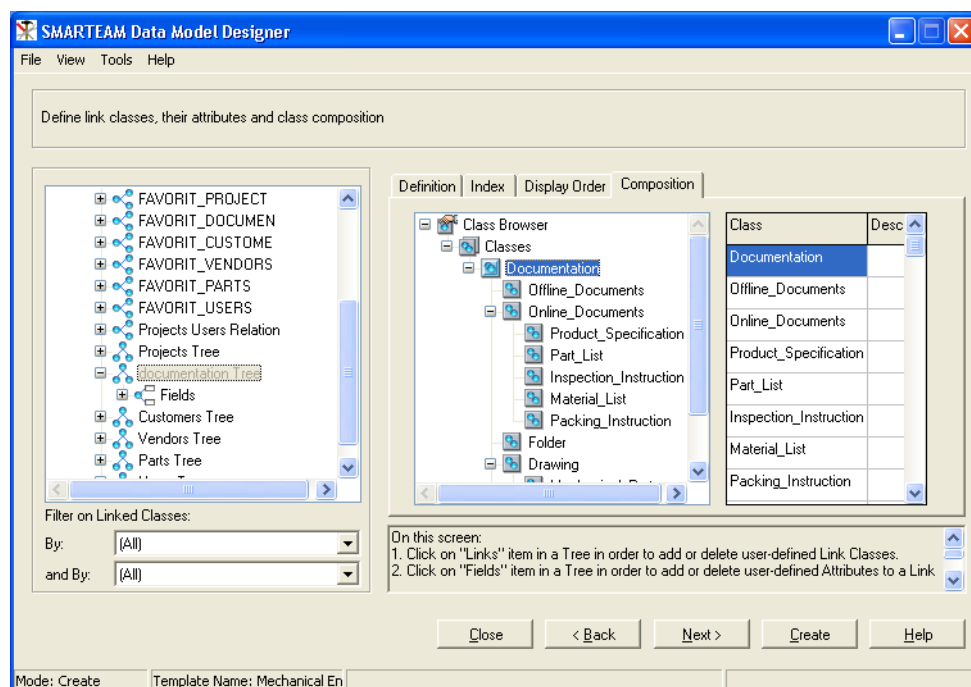 SMARTEAM Data Model Designer
File View Tools Help
Define link classes, their attributes and class composition
FAVORIT_PROJECT
FAVORIT_DOCUMEN
FAVORIT_CUSTOME
FAVORIT_VENDORS
FAVORIT_PARTS
FAVORIT_USERS
Projects Users Relation
Projects Tree
documentation Tree
Fields
Customers Tree
Vendors Tree
Parts Tree
Filter on Linked Classes:
By: (All)
and By: (All)
Definition Index Display Order Composition
Class Browser
Classes
Documentation
Offline_Documents
Online_Documents
Product_Specification
Part_List
Inspection_Instruction
Material_List
Packing_Instruction
Folder
Drawing
Class Desc
Documentation
Offline_Documents
Online_Documents
Product_Specification
Part_List
Inspection_Instruction
Material_List
Packing_Instruction
On this screen:
1. Click on "Links" item in a Tree in order to add or delete user-defined Link Classes.
2. Click on "Fields" item in a Tree in order to add or delete user-defined Attributes to a Link
Close < Back Next > Create Help
Mode: Create Template Name: Mechanical En